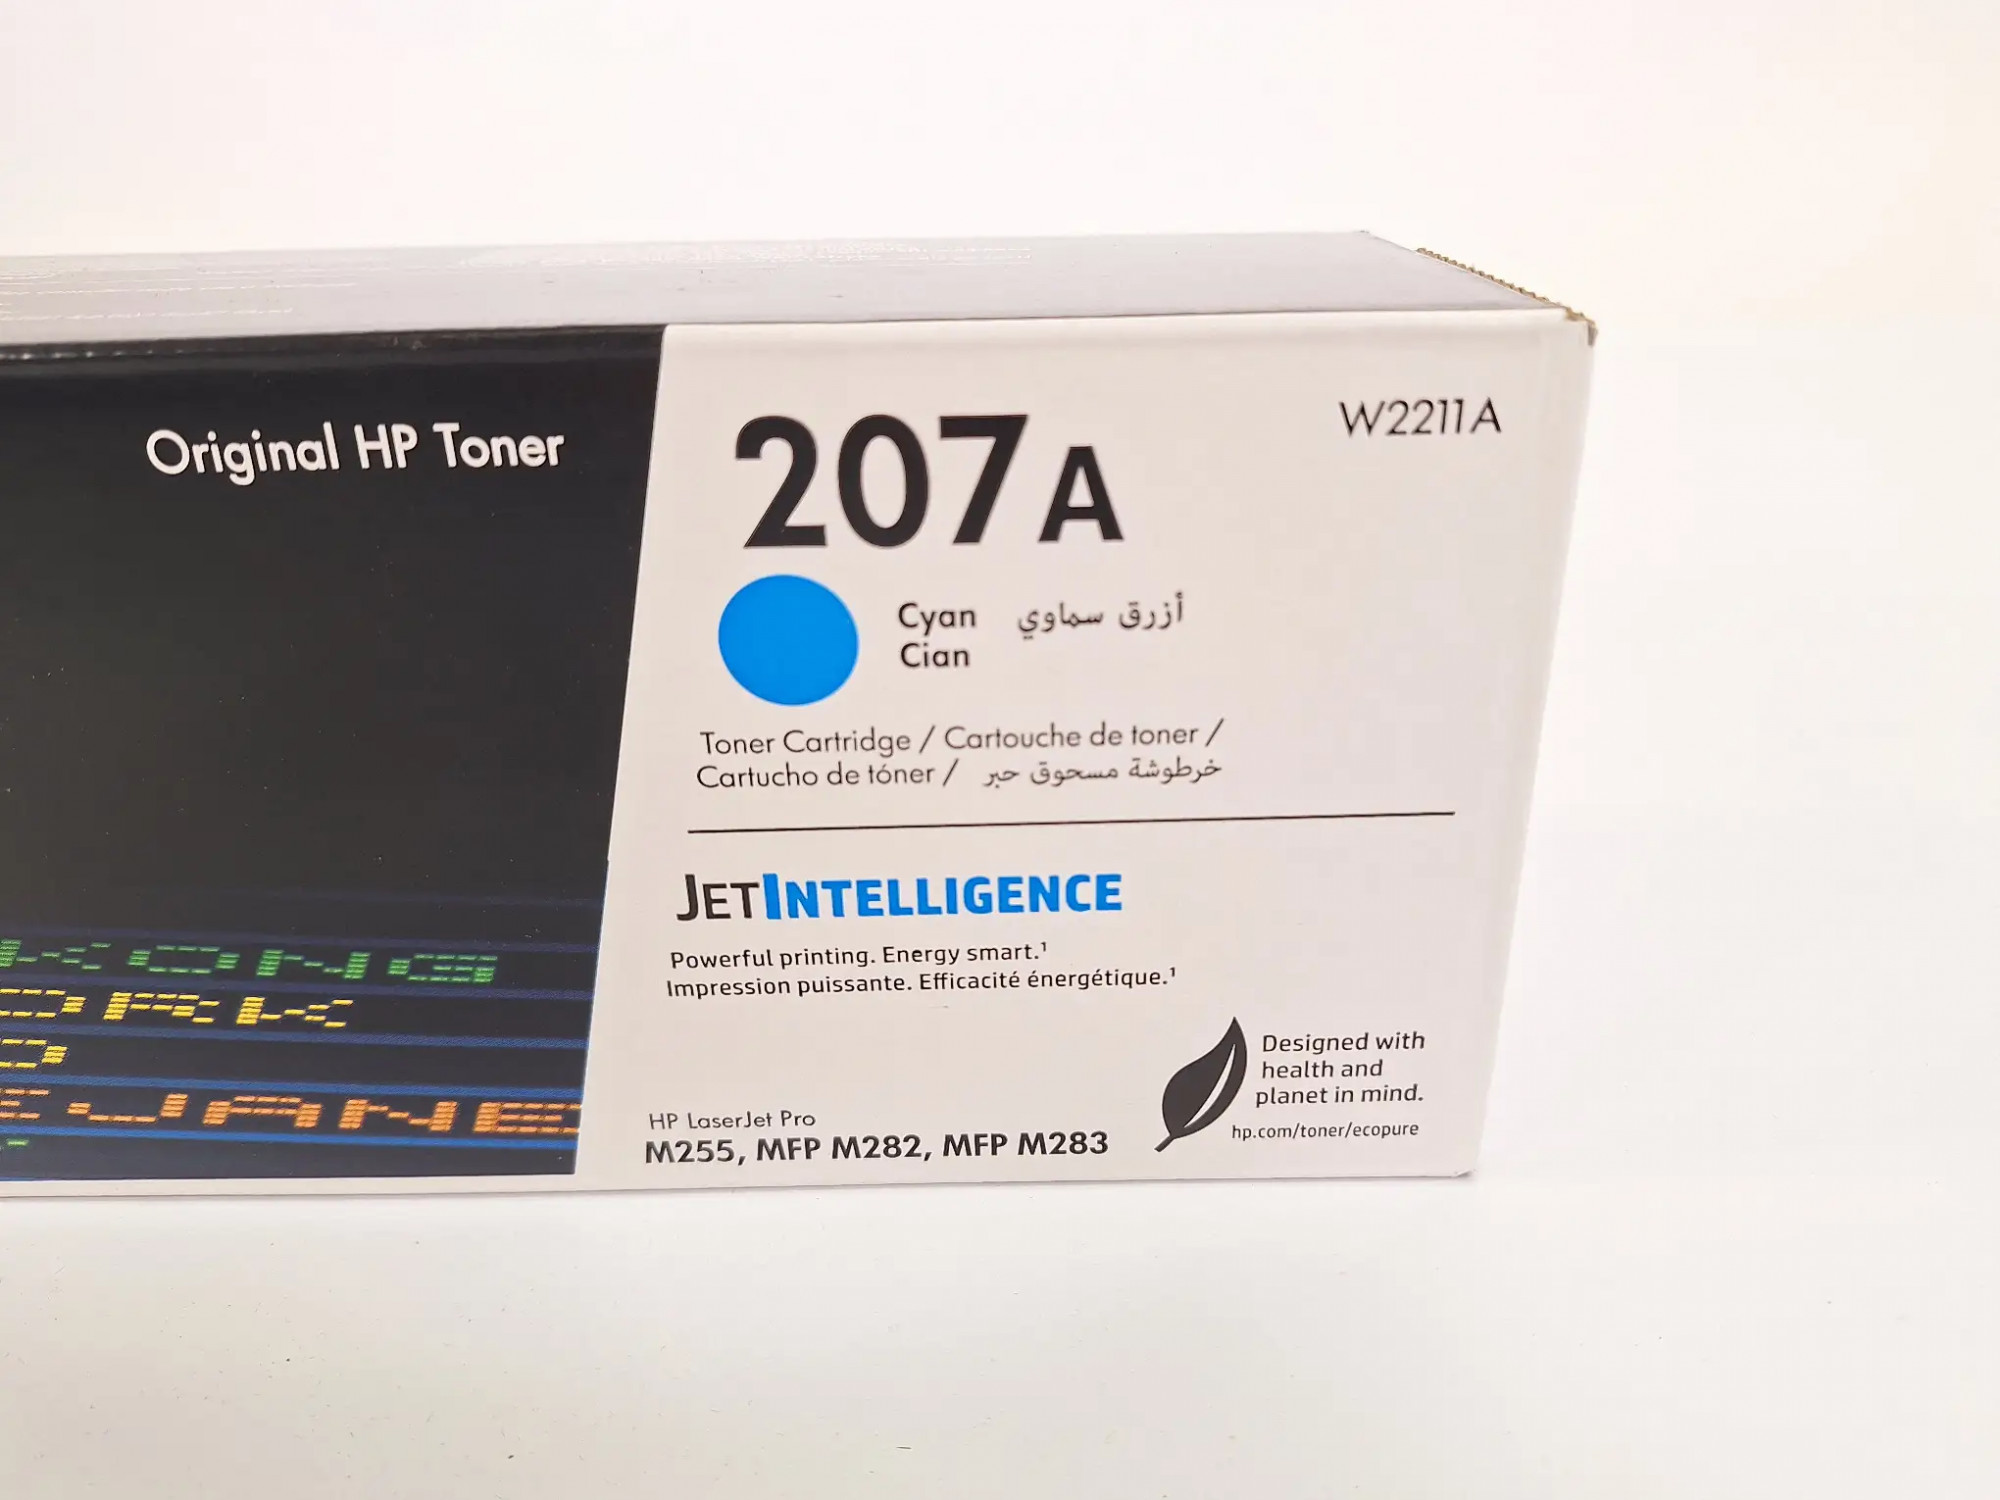 Original HP Toner
207A
W2211A
Cyan أزرق سماوي
Cian
Toner Cartridge / Cartouche de toner /
Cartucho de tóner / خرطوشة مسحوق حبر
JETINTELLIGENCE
Powerful printing. Energy smart.¹
Impression puissante. Efficacité énergétique.¹
Designed with
health and
planet in mind.
hp.com/toner/ecopure
HP LaserJet Pro
M255, MFP M282, MFP M283
KONG